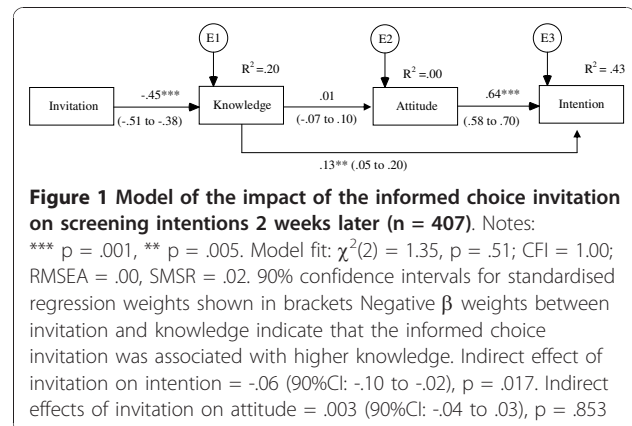 E1
E2
E3
R² =.20
R² =.00
R² = .43
Invitation
-.45***
(-.51 to -.38)
Knowledge
.01
(-.07 to .10)
Attitude
.64***
(.58 to .70)
Intention
.13** (.05 to .20)
Figure 1 Model of the impact of the informed choice invitation
on screening intentions 2 weeks later (n = 407). Notes:
*** p = .001, ** p = .005. Model fit: χ²(2) = 1.35, p = .51; CFI = 1.00;
RMSEA = .00, SMSR = .02. 90% confidence intervals for standardised
regression weights shown in brackets Negative β weights between
invitation and knowledge indicate that the informed choice
invitation was associated with higher knowledge. Indirect effect of
invitation on intention = -.06 (90%CI: -.10 to -.02), p = .017. Indirect
effects of invitation on attitude = .003 (90%CI: -.04 to .03), p = .853